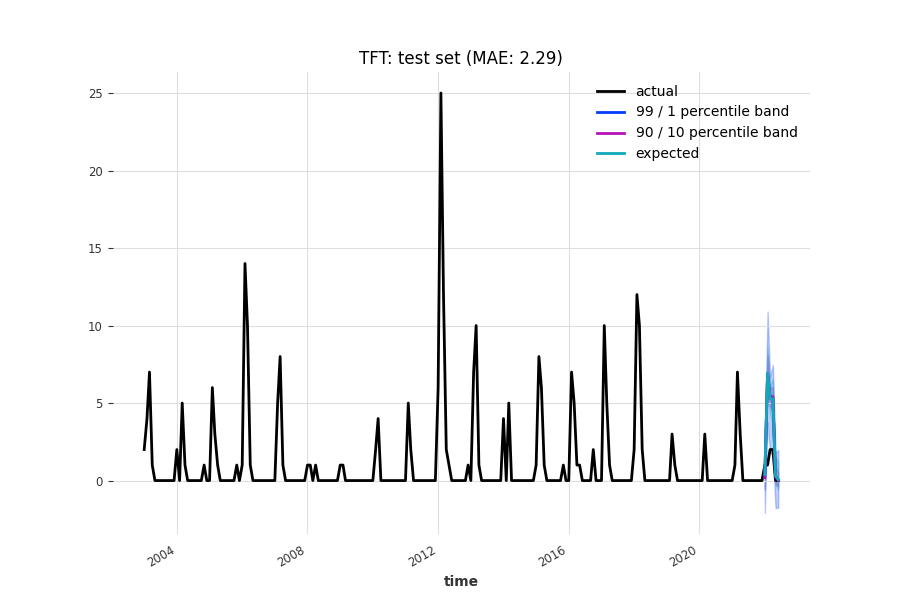 TFT: test set (MAE: 2.29)
actual
99 / 1 percentile band
90 / 10 percentile band
expected
25
20
15
10
5
0
2004
2008
2012
2016
2020
time